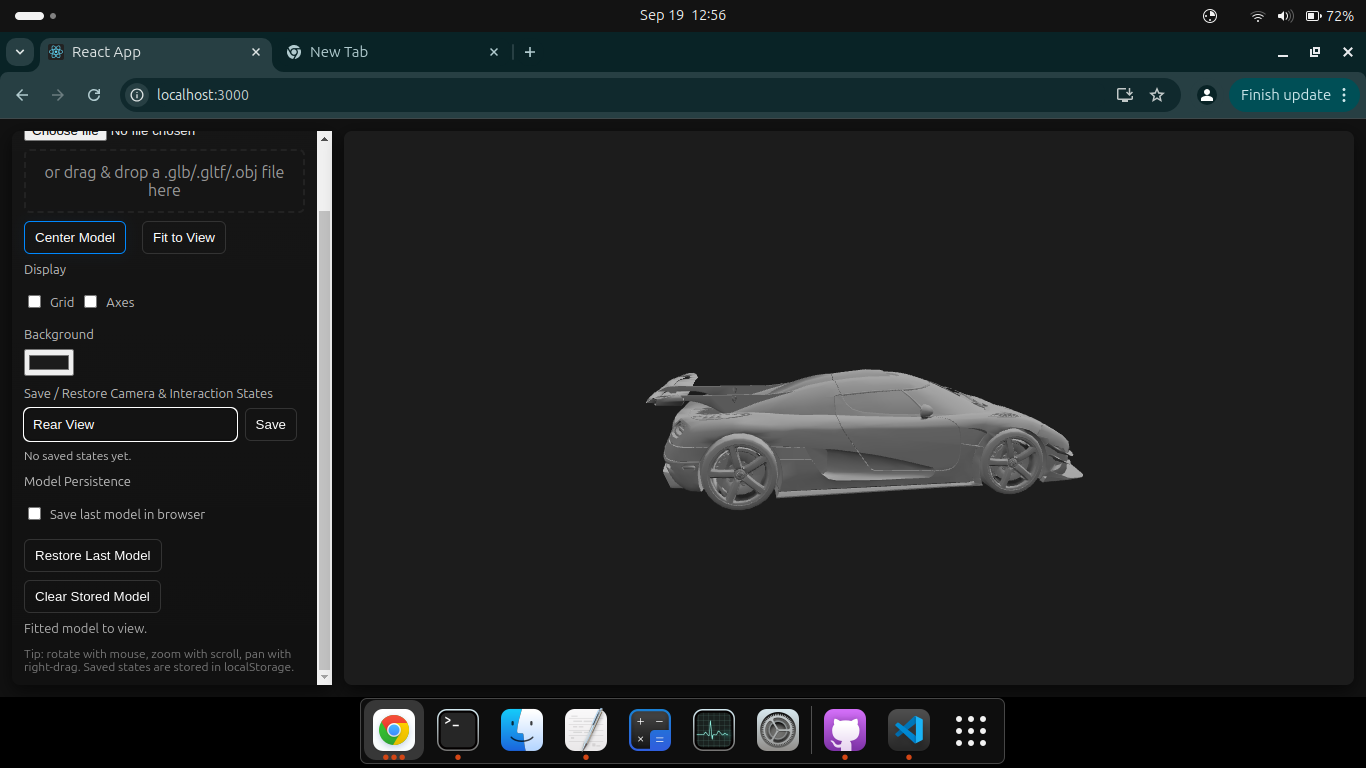 Sep 19 12:56
72%
React App
New Tab
localhost:3000
Finish update
Choose file No file chosen
or drag & drop a .glb/.gltf/.obj file
here
Center Model
Fit to View
Display
Grid
Axes
Background
Save / Restore Camera & Interaction States
Rear View
Save
No saved states yet.
Model Persistence
Save last model in browser
Restore Last Model
Clear Stored Model
Fitted model to view.
Tip: rotate with mouse, zoom with scroll, pan with
right-drag. Saved states are stored in localStorage.